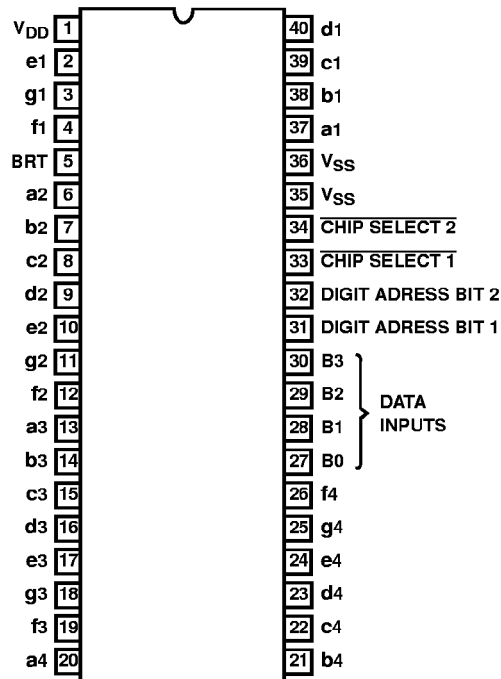 VDD 1 40 d1
e1 2 39 c1
g1 3 38 b1
f1 4 37 a1
BRT 5 36 VSS
a2 6 35 VSS
b2 7 34 CHIP SELECT 2
c2 8 33 CHIP SELECT 1
d2 9 32 DIGIT ADRESS BIT 2
e2 10 31 DIGIT ADRESS BIT 1
g2 11 30 B3
f2 12 29 B2 DATA
a3 13 28 B1 INPUTS
b3 14 27 B0
c3 15 26 f4
d3 16 25 g4
e3 17 24 e4
g3 18 23 d4
f3 19 22 c4
a4 20 21 b4